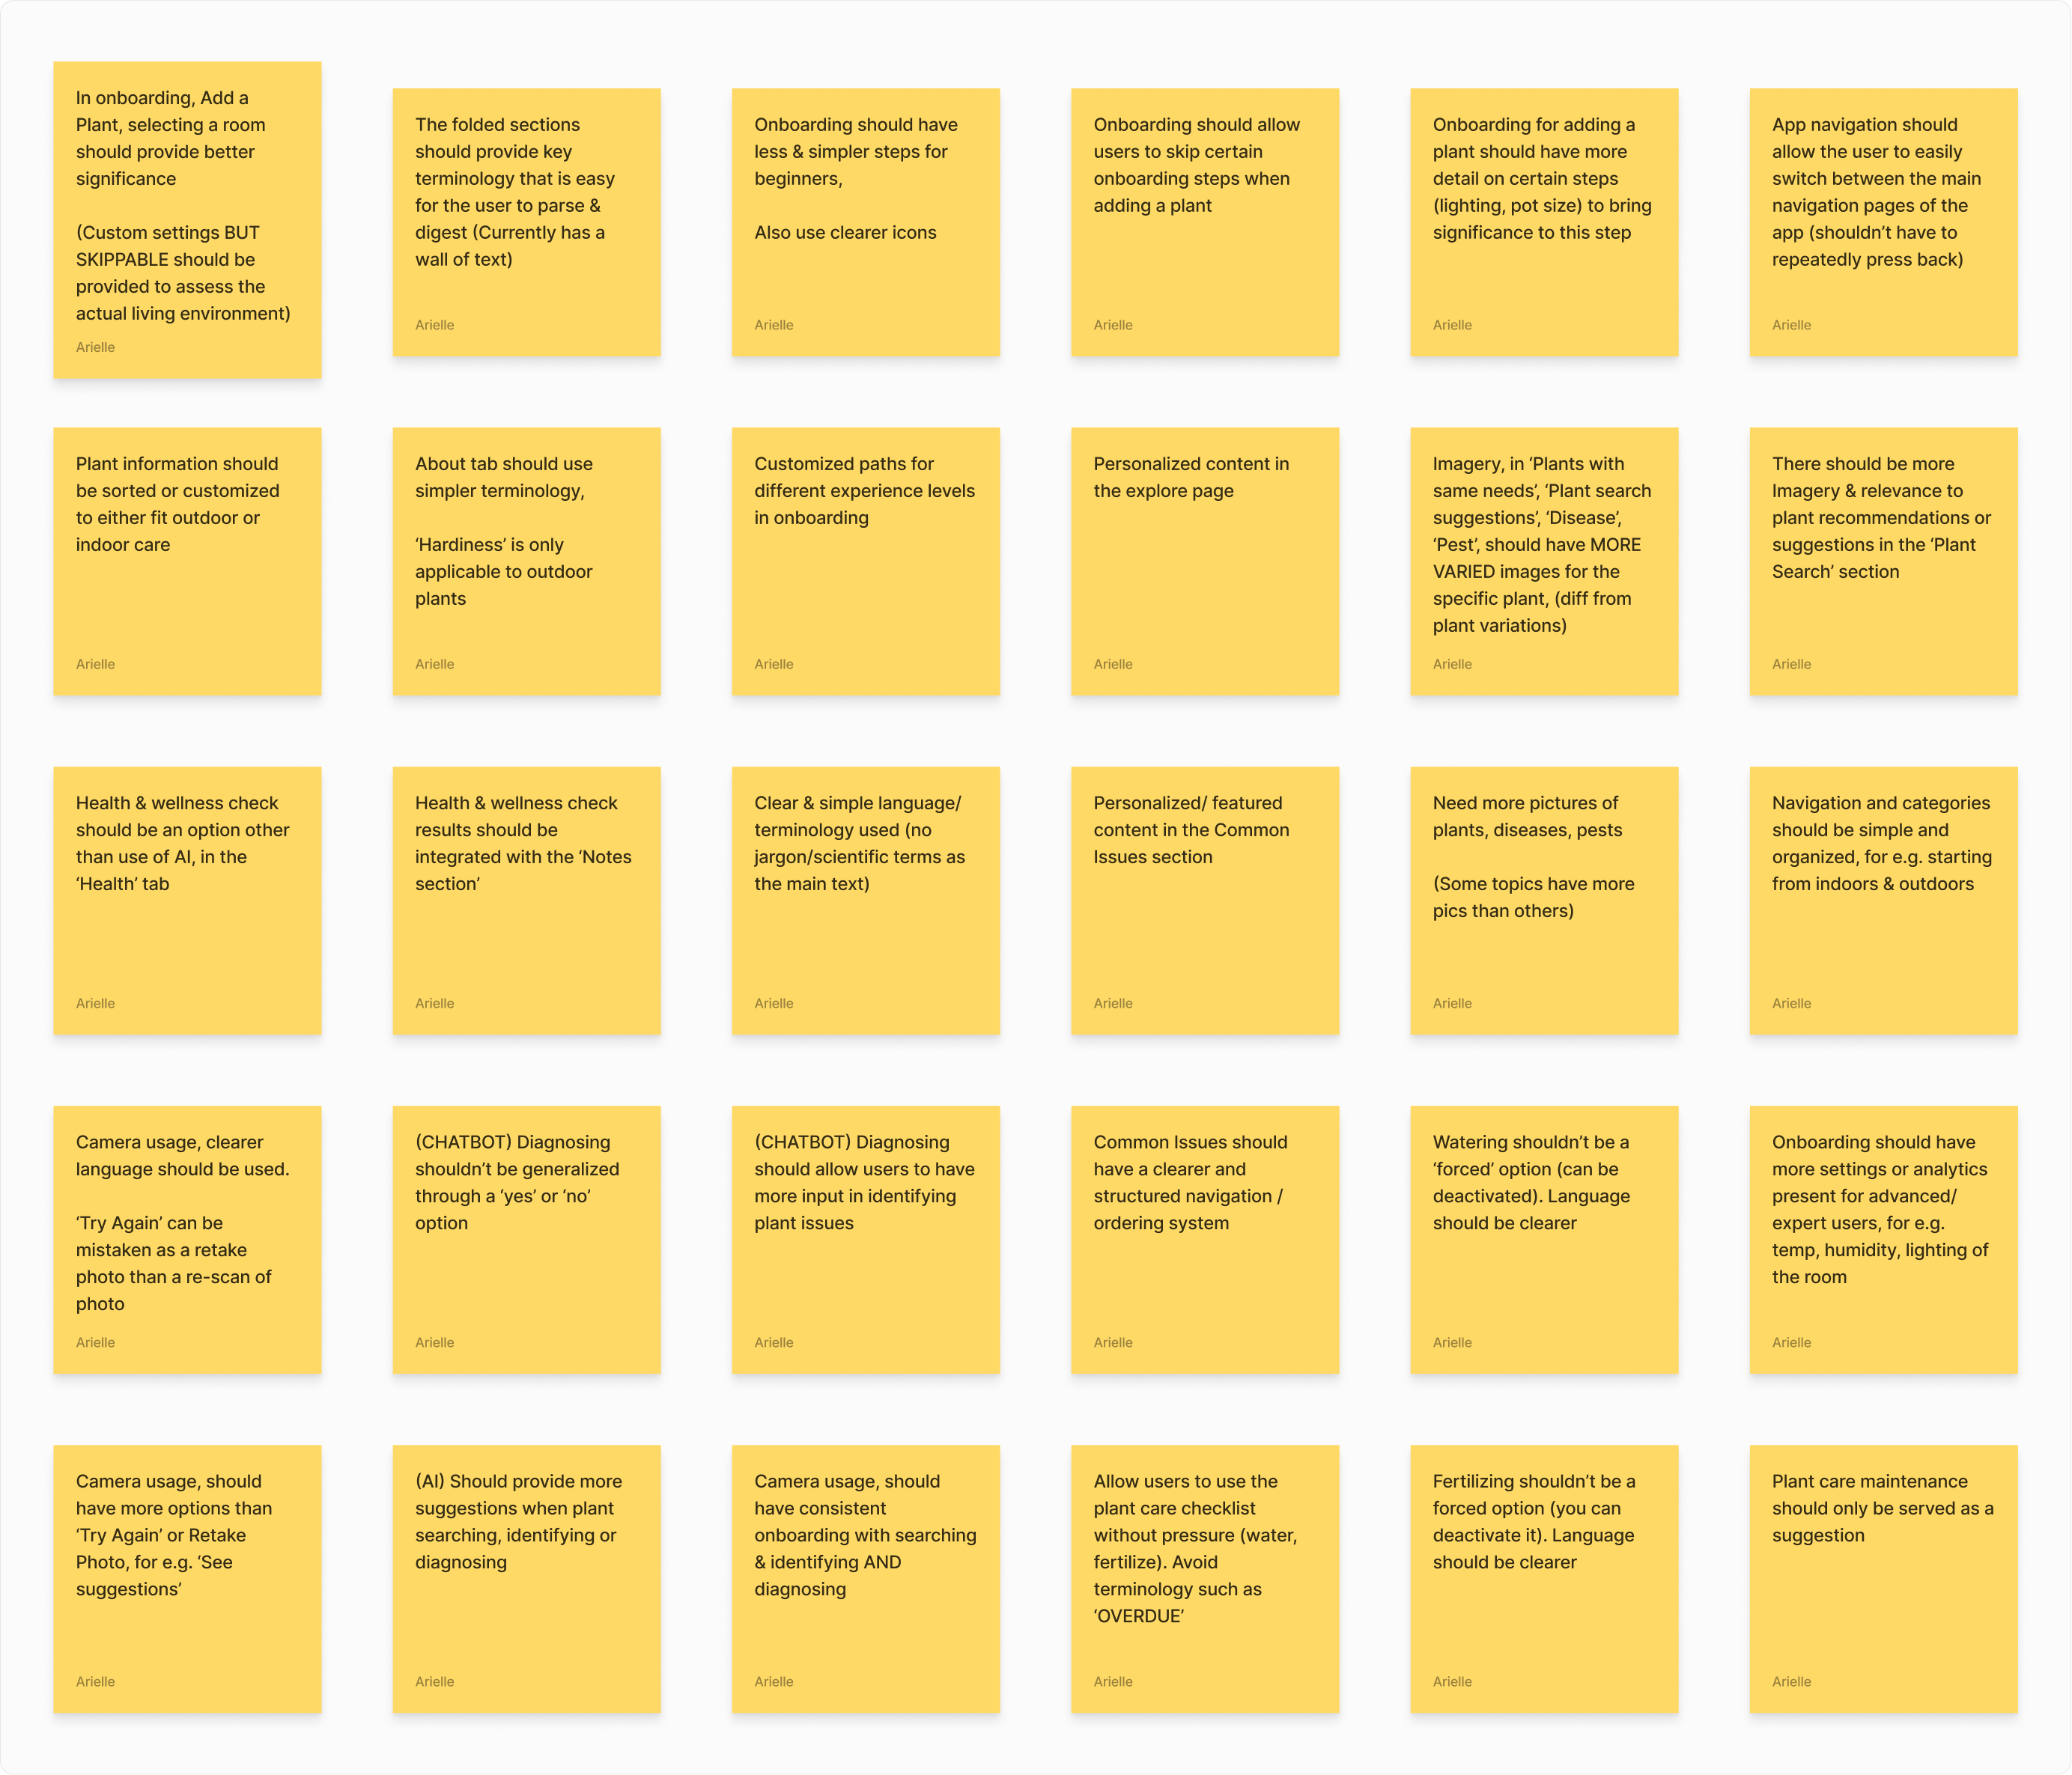 In onboarding, Add a
Plant, selecting a room
should provide better
significance
(Custom settings BUT
SKIPPABLE should be
provided to assess the
actual living environment)
Arielle
The folded sections
should provide key
terminology that is easy
for the user to parse &
digest (Currently has a
wall of text)
Arielle
Onboarding should have
less & simpler steps for
beginners,
Also use clearer icons
Arielle
Onboarding should allow
users to skip certain
onboarding steps when
adding a plant
Arielle
Onboarding for adding a
plant should have more
detail on certain steps
(lighting, pot size) to bring
significance to this step
Arielle
App navigation should
allow the user to easily
switch between the main
navigation pages of the
app (shouldn’t have to
repeatedly press back)
Arielle
Plant information should
be sorted or customized
to either fit outdoor or
indoor care
Arielle
About tab should use
simpler terminology,
‘Hardiness’ is only
applicable to outdoor
plants
Arielle
Customized paths for
different experience levels
in onboarding
Arielle
Personalized content in
the explore page
Arielle
Imagery, in ‘Plants with
same needs’, ‘Plant search
suggestions’, ‘Disease’,
‘Pest’, should have MORE
VARIED images for the
specific plant, (diff from
plant variations)
Arielle
There should be more
Imagery & relevance to
plant recommendations or
suggestions in the ‘Plant
Search’ section
Arielle
Health & wellness check
should be an option other
than use of AI, in the
‘Health’ tab
Arielle
Health & wellness check
results should be
integrated with the ‘Notes
section’
Arielle
Clear & simple language/
terminology used (no
jargon/scientific terms as
the main text)
Arielle
Personalized/ featured
content in the Common
Issues section
Arielle
Need more pictures of
plants, diseases, pests
(Some topics have more
pics than others)
Arielle
Navigation and categories
should be simple and
organized, for e.g. starting
from indoors & outdoors
Arielle
Camera usage, clearer
language should be used.
‘Try Again’ can be
mistaken as a retake
photo than a re-scan of
photo
Arielle
(CHATBOT) Diagnosing
shouldn’t be generalized
through a ‘yes’ or ‘no’
option
Arielle
(CHATBOT) Diagnosing
should allow users to have
more input in identifying
plant issues
Arielle
Common Issues should
have a clearer and
structured navigation /
ordering system
Arielle
Watering shouldn’t be a
‘forced’ option (can be
deactivated). Language
should be clearer
Arielle
Onboarding should have
more settings or analytics
present for advanced/
expert users, for e.g.
temp, humidity, lighting of
the room
Arielle
Camera usage, should
have more options than
‘Try Again’ or Retake
Photo, for e.g. ‘See
suggestions’
Arielle
(AI) Should provide more
suggestions when plant
searching, identifying or
diagnosing
Arielle
Camera usage, should
have consistent
onboarding with searching
& identifying AND
diagnosing
Arielle
Allow users to use the
plant care checklist
without pressure (water,
fertilize). Avoid
terminology such as
‘OVERDUE’
Arielle
Fertilizing shouldn’t be a
forced option (you can
deactivate it). Language
should be clearer
Arielle
Plant care maintenance
should only be served as a
suggestion
Arielle